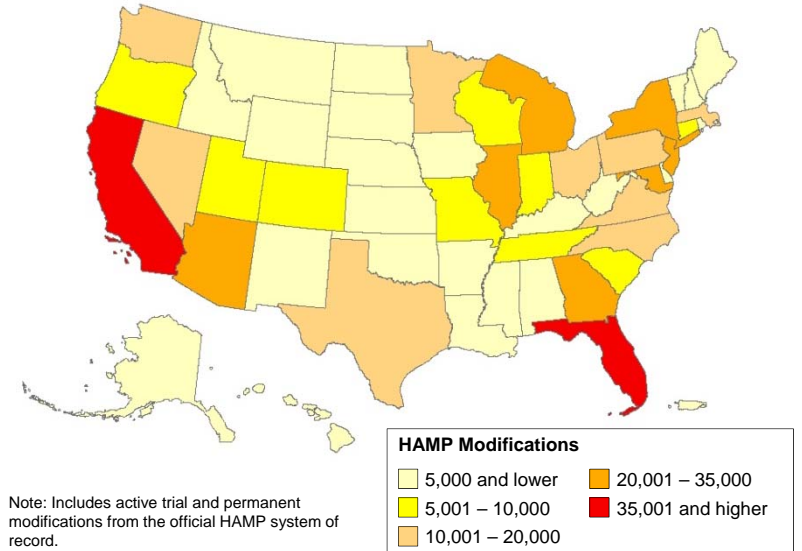 HAMP Modifications
5,000 and lower
5,001 – 10,000
10,001 – 20,000
20,001 – 35,000
35,001 and higher
Note: Includes active trial and permanent
modifications from the official HAMP system of
record.